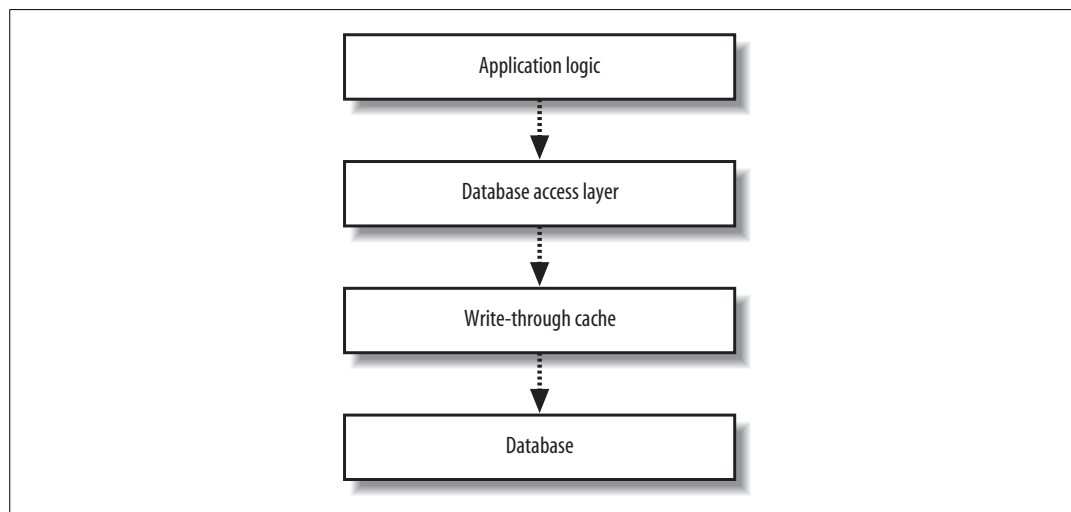 Application logic
Database access layer
Write-through cache
Database